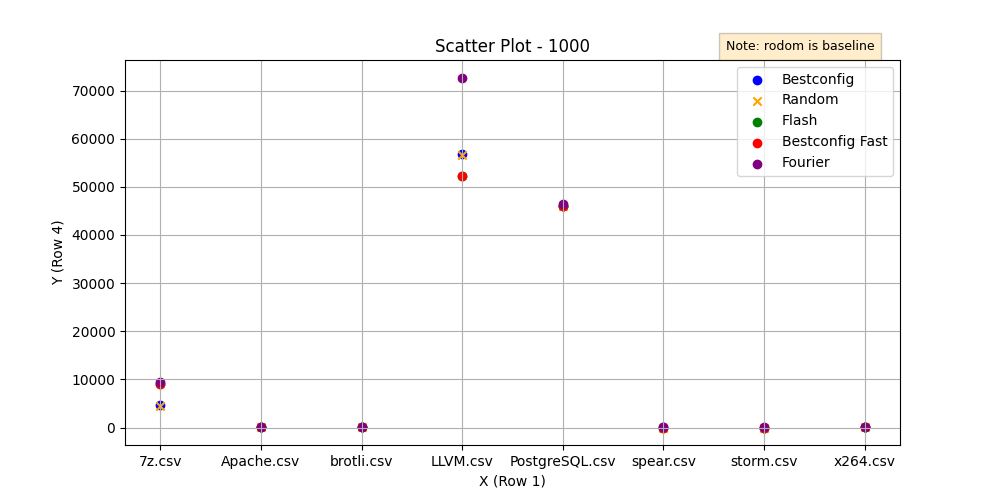 Scatter Plot - 1000
Note: rodom is baseline
Bestconfig
Random
Flash
Bestconfig Fast
Fourier
Y (Row 4)
70000
60000
50000
40000
30000
20000
10000
0
7z.csv Apache.csv brotli.csv LLVM.csv PostgreSQL.csv spear.csv storm.csv x264.csv
X (Row 1)